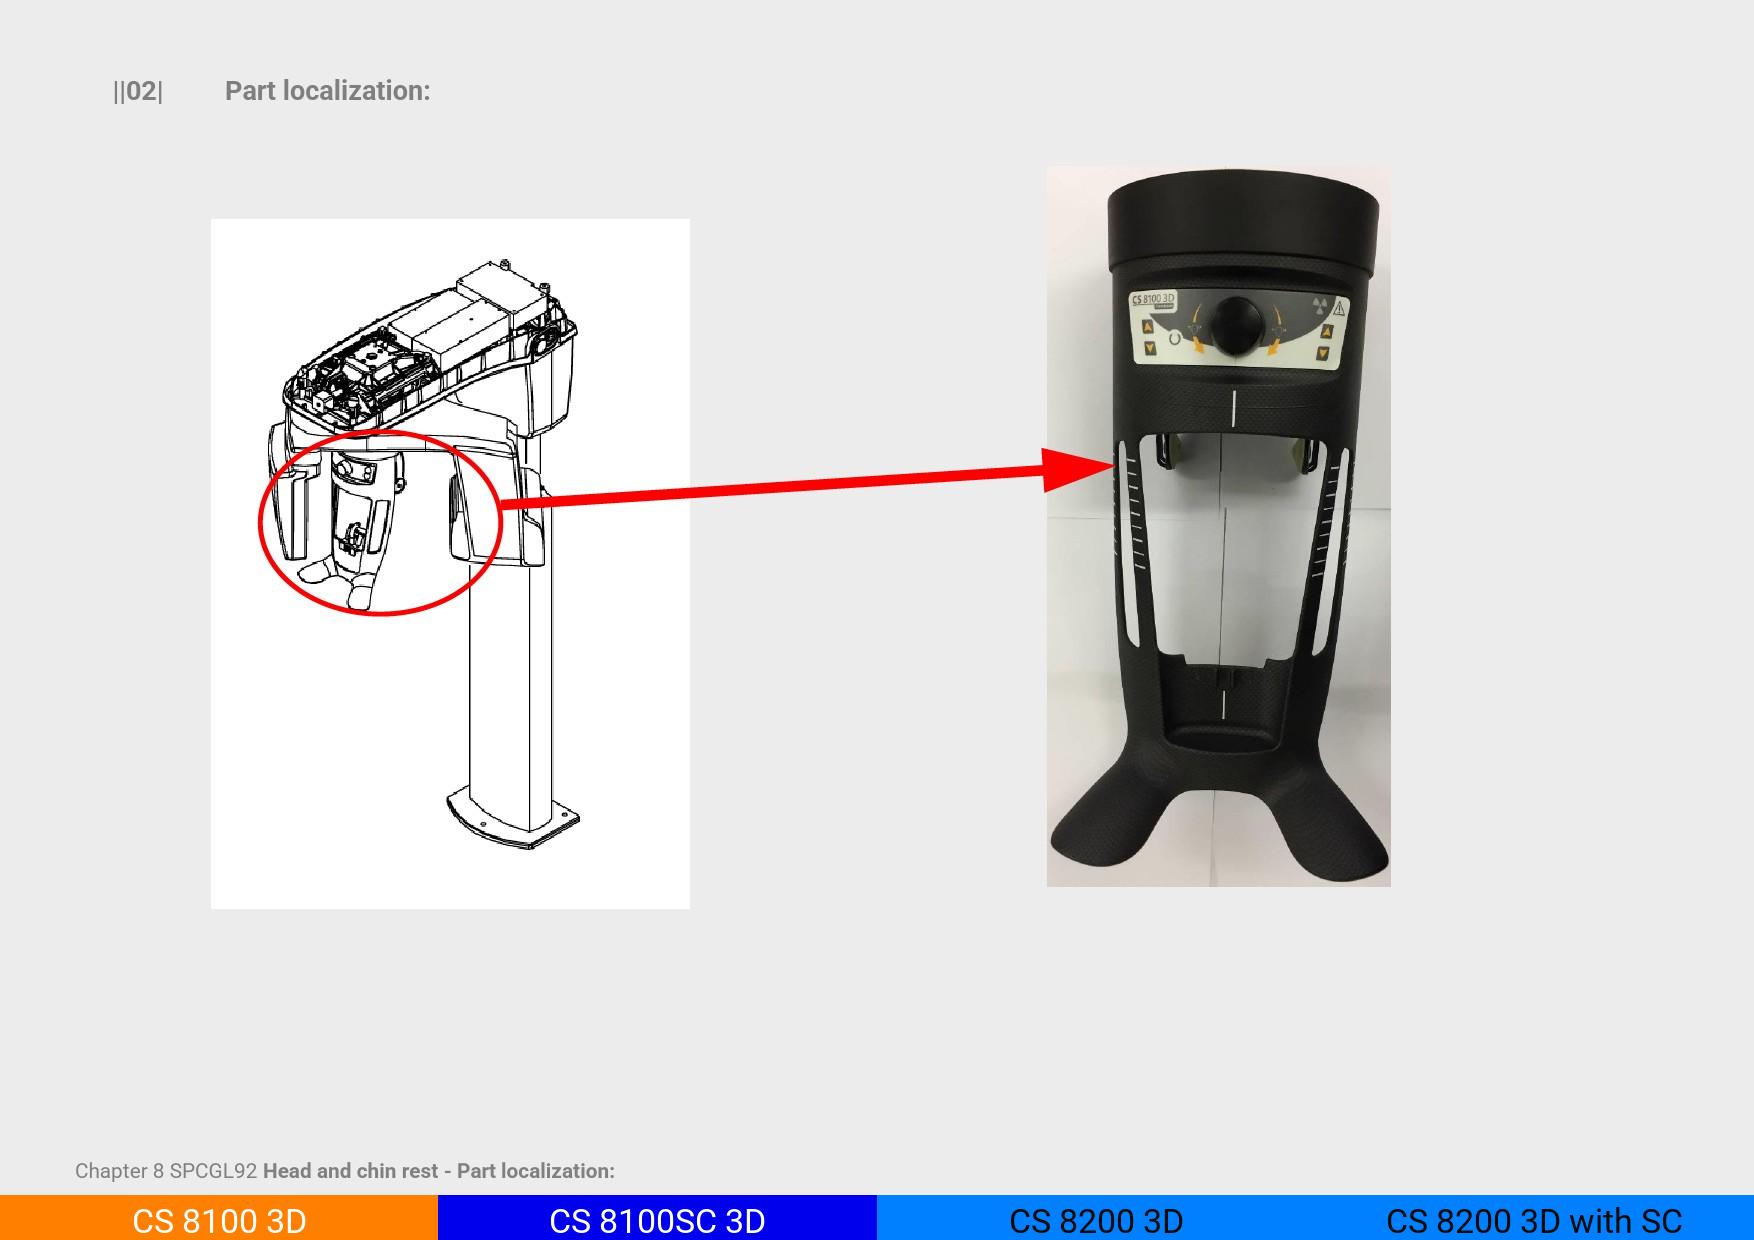 ||02| Part localization:
CS 8100 3D
Chapter 8 SPCGL92 Head and chin rest - Part localization:
CS 8100 3D CS 8100SC 3D CS 8200 3D CS 8200 3D with SC